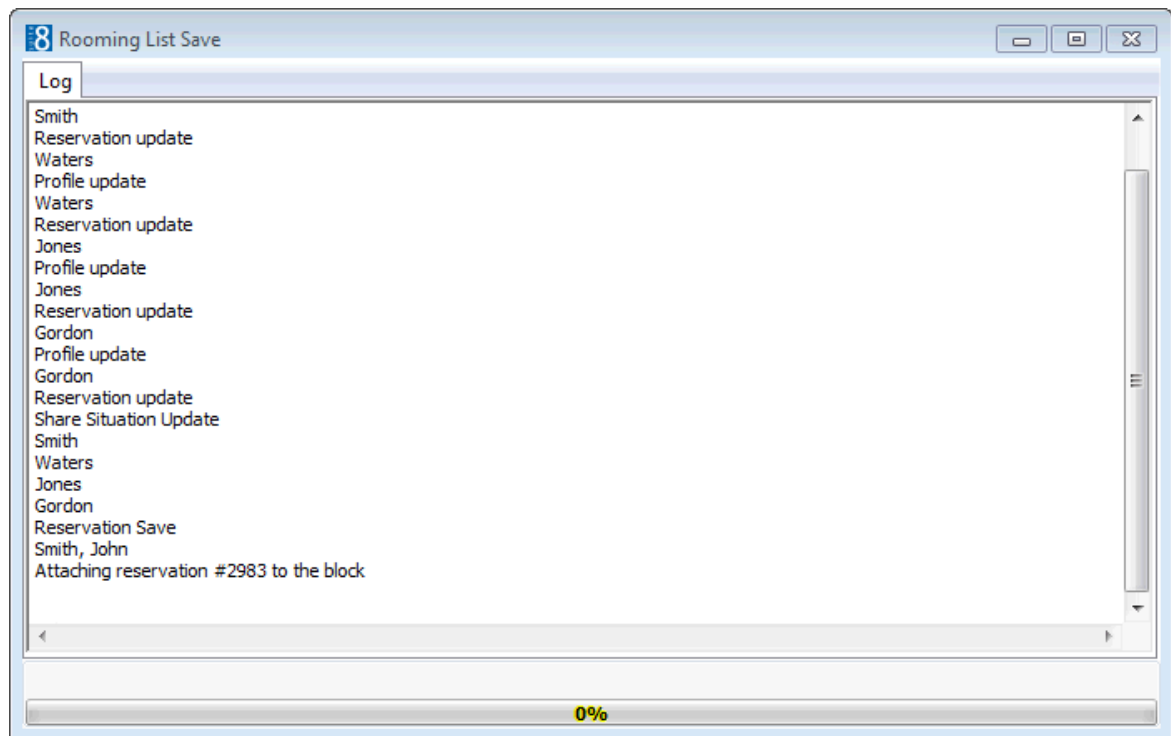 8 Rooming List Save
Log
Smith
Reservation update
Waters
Profile update
Waters
Reservation update
Jones
Profile update
Jones
Reservation update
Gordon
Profile update
Gordon
Reservation update
Share Situation Update
Smith
Waters
Jones
Gordon
Reservation Save
Smith, John
Attaching reservation #2983 to the block
0%